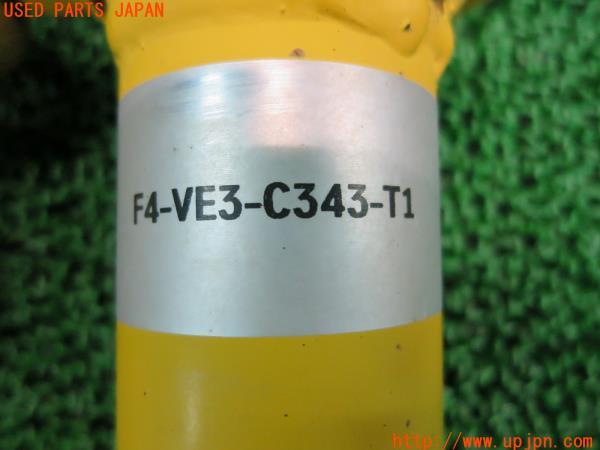 USED PARTS JAPAN
F4-VE3-C343-T1
http://www.upjpn.com/